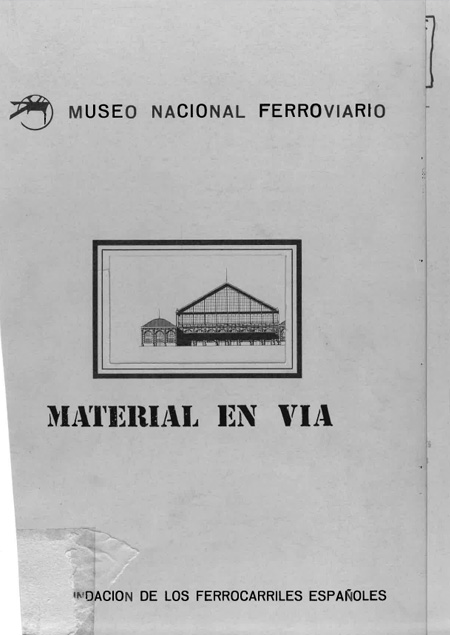 MUSEO NACIONAL FERROVIARIO
MATERIAL EN VIA
NDACION DE LOS FERROCARRILES ESPAÑOLES